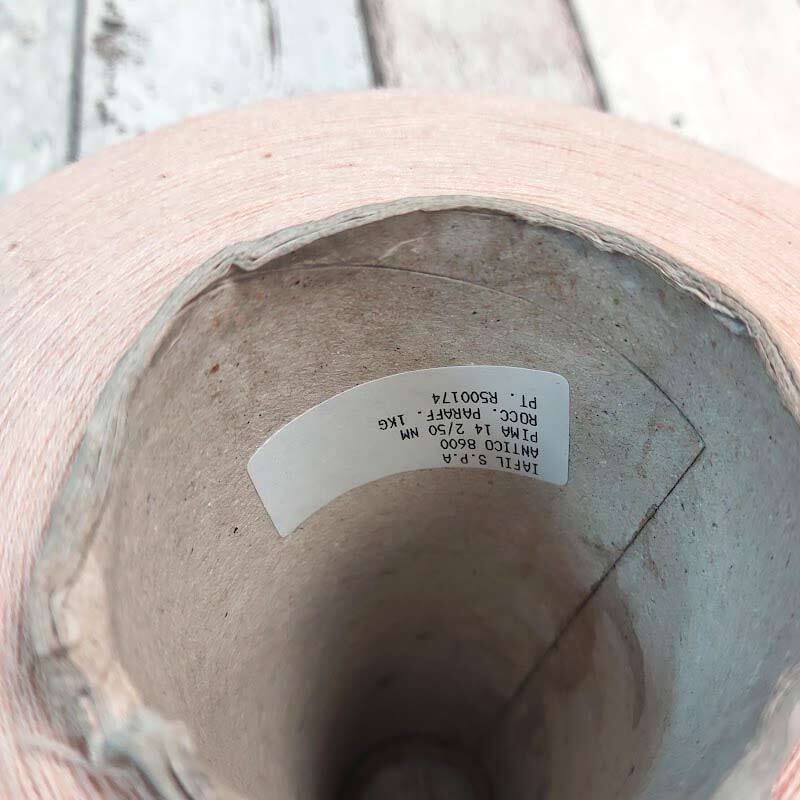 IAFIL S.P.A
ANTICO 8600
PIMA 14 2/50 NM
ROCC. PARAFF. 1KG
PT. R500174